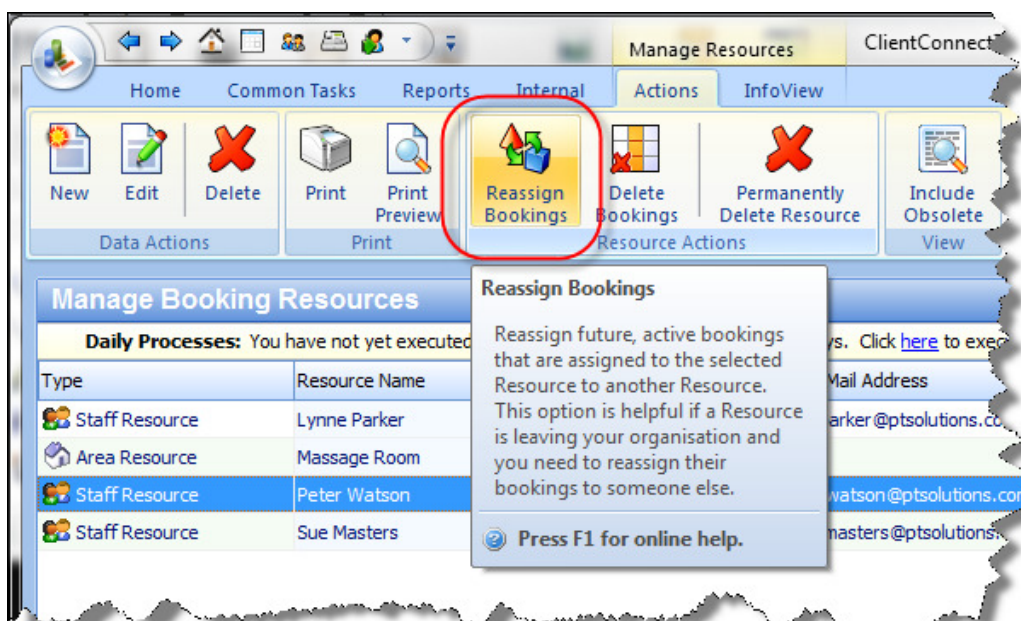 Manage Resources ClientConnect
Home Common Tasks Reports Internal Actions InfoView
New Edit Delete Print Print Preview Reassign Bookings Delete Bookings Permanently Delete Resource Include Obsolete
Data Actions Print Resource Actions View
Manage Booking Resources
Daily Processes: You have not yet executed ys. Click here to exec
Type Resource Name Mail Address
Staff Resource Lynne Parker arker@ptsolutions.co
Area Resource Massage Room
Staff Resource Peter Watson watson@ptsolutions.com
Staff Resource Sue Masters masters@ptsolutions.
Reassign Bookings
Reassign future, active bookings
that are assigned to the selected
Resource to another Resource.
This option is helpful if a Resource
is leaving your organisation and
you need to reassign their
bookings to someone else.
Press F1 for online help.